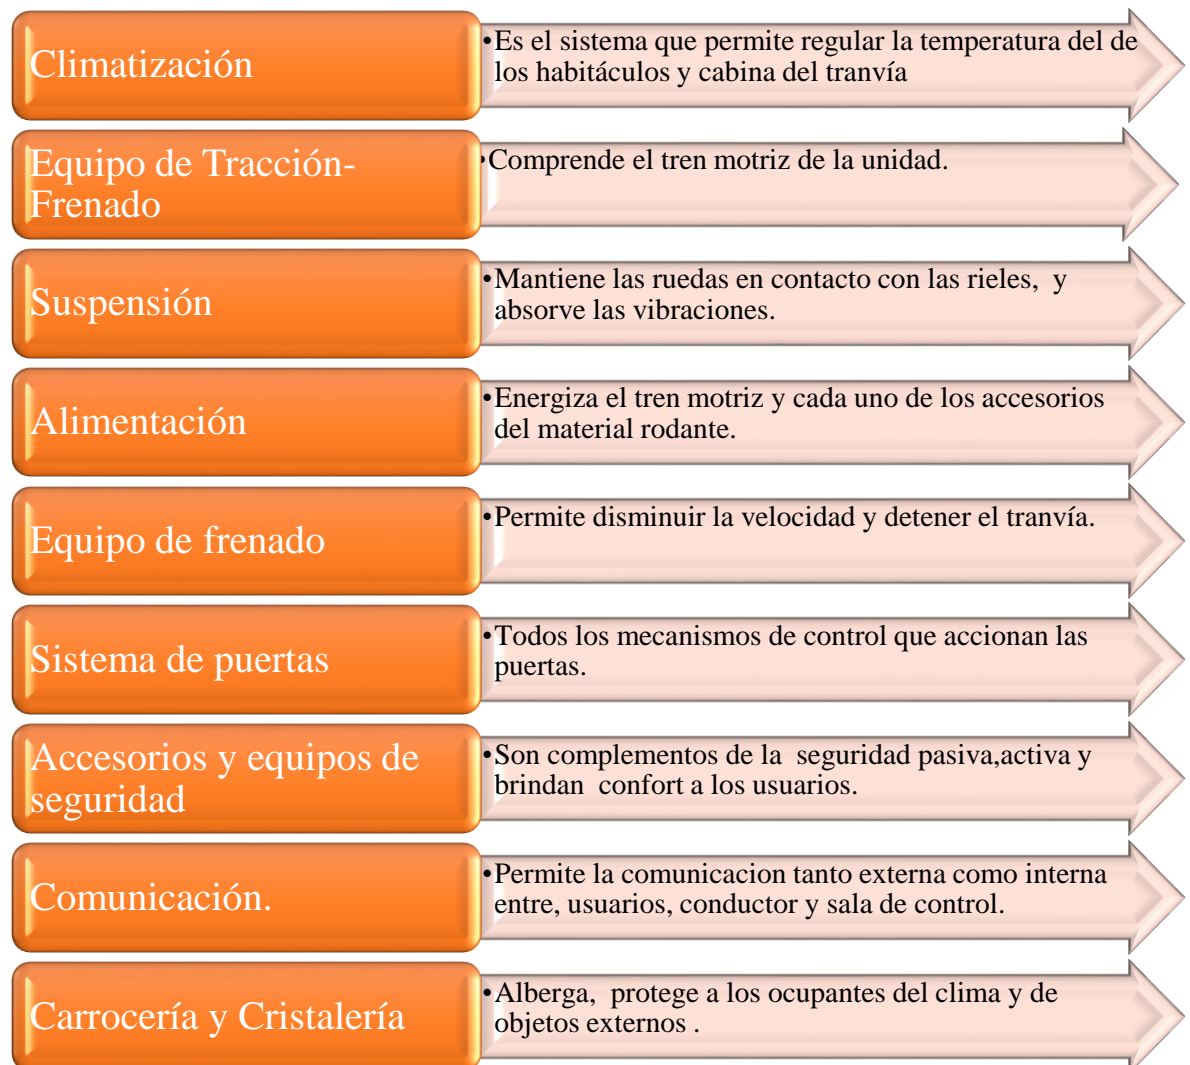 Climatización
•Es el sistema que permite regular la temperatura del de
los habitáculos y cabina del tranvía
Equipo de Tracción-
Frenado
•Comprende el tren motriz de la unidad.
Suspensión
•Mantiene las ruedas en contacto con las rieles,  y
absorve las vibraciones.
Alimentación
•Energiza el tren motriz y cada uno de los accesorios
del material rodante.
Equipo de frenado
•Permite disminuir la velocidad y detener el tranvía.
Sistema de puertas
•Todos los mecanismos de control que accionan las
puertas.
Accesorios y equipos de
seguridad
•Son complementos de la  seguridad pasiva,activa y
brindan  confort a los usuarios.
Comunicación.
•Permite la comunicacion tanto externa como interna
entre, usuarios, conductor y sala de control.
Carrocería y Cristalería
•Alberga,  protege a los ocupantes del clima y de
objetos externos .